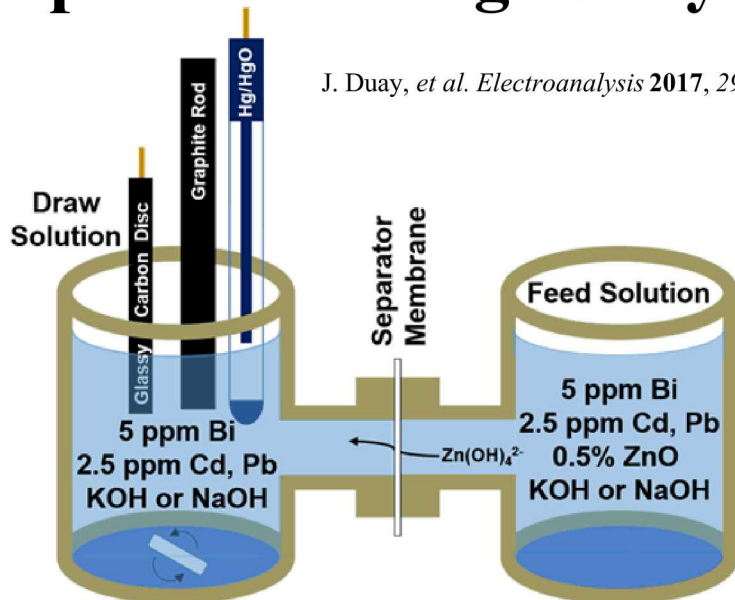 J. Duay, et al. Electroanalysis 2017, 29
Hg/HgO
Graphite Rod
Glassy Carbon Disc
Draw
Solution
Separator
Membrane
Feed Solution
5 ppm Bi
2.5 ppm Cd, Pb
KOH or NaOH
Zn(OH)₄²⁻
5 ppm Bi
2.5 ppm Cd, Pb
0.5% ZnO
KOH or NaOH